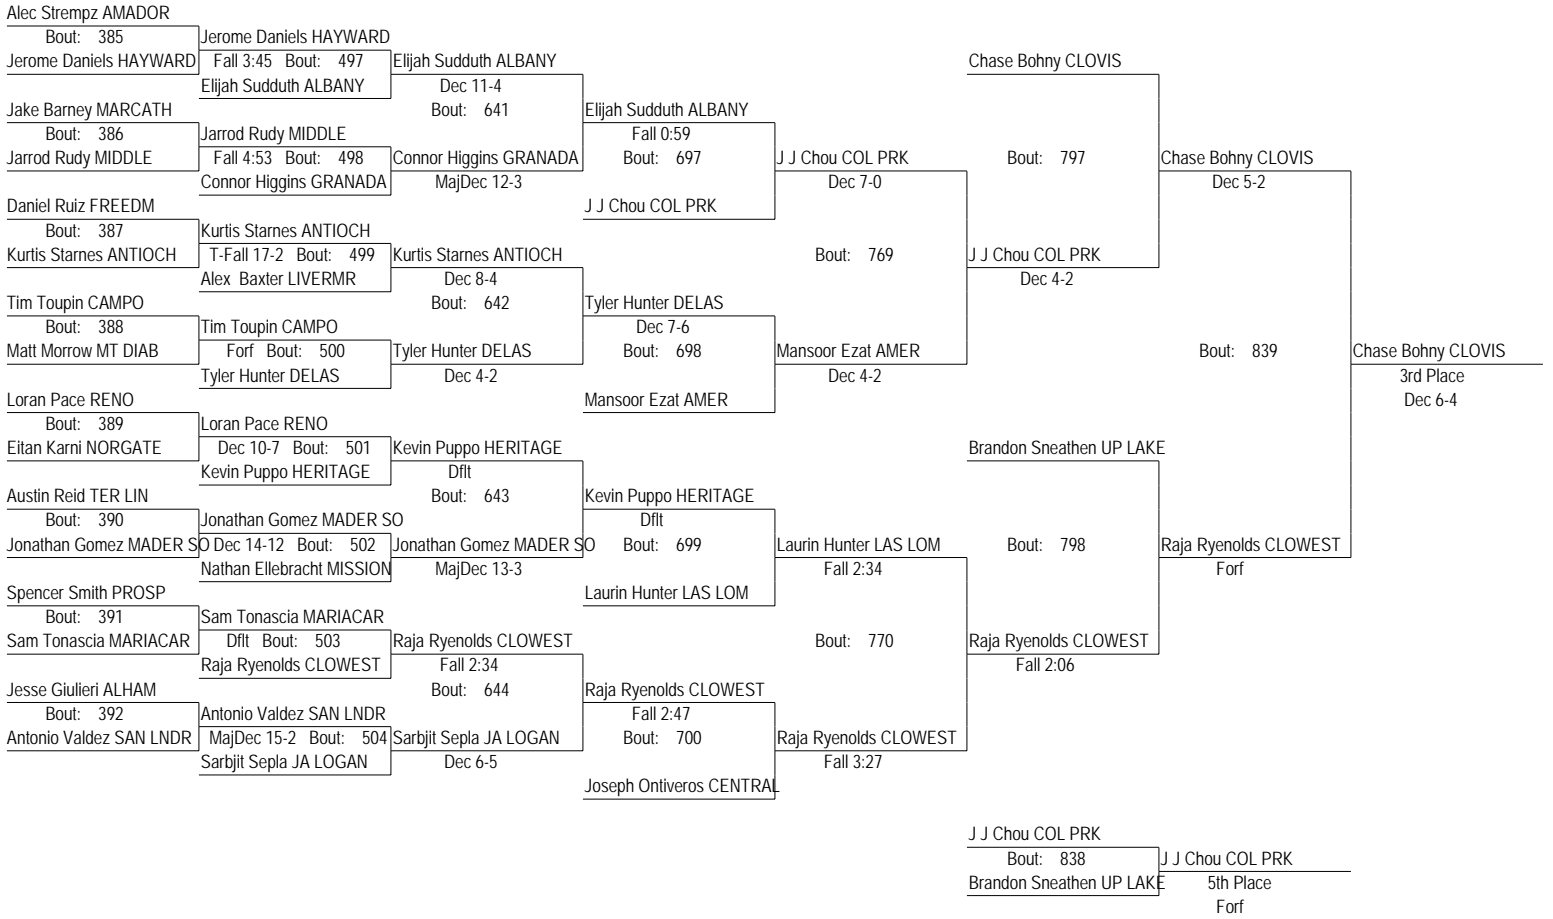 Alec Strempz AMADOR
Bout: 385 Jerome Daniels HAYWARD
Jerome Daniels HAYWARD Fall 3:45 Bout: 497 Elijah Sudduth ALBANY Chase Bohny CLOVIS
Elijah Sudduth ALBANY Dec 11-4
Jake Barney MARCATH Bout: 641 Elijah Sudduth ALBANY
Bout: 386 Jarrod Rudy MIDDLE Fall 0:59
Jarrod Rudy MIDDLE Fall 4:53 Bout: 498 Connor Higgins GRANADA Bout: 697 J J Chou COL PRK Bout: 797 Chase Bohny CLOVIS
Connor Higgins GRANADA MajDec 12-3 Dec 7-0 Dec 5-2
Daniel Ruiz FREEDM J J Chou COL PRK
Bout: 387 Kurtis Starnes ANTIOCH
Kurtis Starnes ANTIOCH T-Fall 17-2 Bout: 499 Kurtis Starnes ANTIOCH Bout: 769 J J Chou COL PRK
Alex Baxter LIVERMR Dec 8-4 Dec 4-2
Tim Toupin CAMPO Bout: 642 Tyler Hunter DELAS
Bout: 388 Tim Toupin CAMPO Dec 7-6
Matt Morrow MT DIAB Forf Bout: 500 Tyler Hunter DELAS Bout: 698 Mansoor Ezat AMER Bout: 839 Chase Bohny CLOVIS
Tyler Hunter DELAS Dec 4-2 Dec 4-2 3rd Place
Loran Pace RENO Mansoor Ezat AMER Dec 6-4
Bout: 389 Loran Pace RENO
Eitan Karni NORGATE Dec 10-7 Bout: 501 Kevin Puppo HERITAGE Brandon Sneathen UP LAKE
Kevin Puppo HERITAGE Dflt
Austin Reid TER LIN Bout: 643 Kevin Puppo HERITAGE
Bout: 390 Jonathan Gomez MADER SO Dflt
Jonathan Gomez MADER SO Dec 14-12 Bout: 502 Jonathan Gomez MADER SO Bout: 699 Laurin Hunter LAS LOM Bout: 798 Raja Ryenolds CLOWEST
Nathan Ellebracht MISSION MajDec 13-3 Fall 2:34 Forf
Spencer Smith PROSP Laurin Hunter LAS LOM
Bout: 391 Sam Tonascia MARIACAR
Sam Tonascia MARIACAR Dflt Bout: 503 Raja Ryenolds CLOWEST Bout: 770 Raja Ryenolds CLOWEST
Raja Ryenolds CLOWEST Fall 2:34 Fall 2:06
Jesse Giulieri ALHAM Bout: 644 Raja Ryenolds CLOWEST
Bout: 392 Antonio Valdez SAN LNDR Fall 2:47
Antonio Valdez SAN LNDR MajDec 15-2 Bout: 504 Sarbjit Sepla JA LOGAN Bout: 700 Raja Ryenolds CLOWEST
Sarbjit Sepla JA LOGAN Dec 6-5 Fall 3:27
Joseph Ontiveros CENTRAL
J J Chou COL PRK
Bout: 838 J J Chou COL PRK
Brandon Sneathen UP LAKE 5th Place
Forf